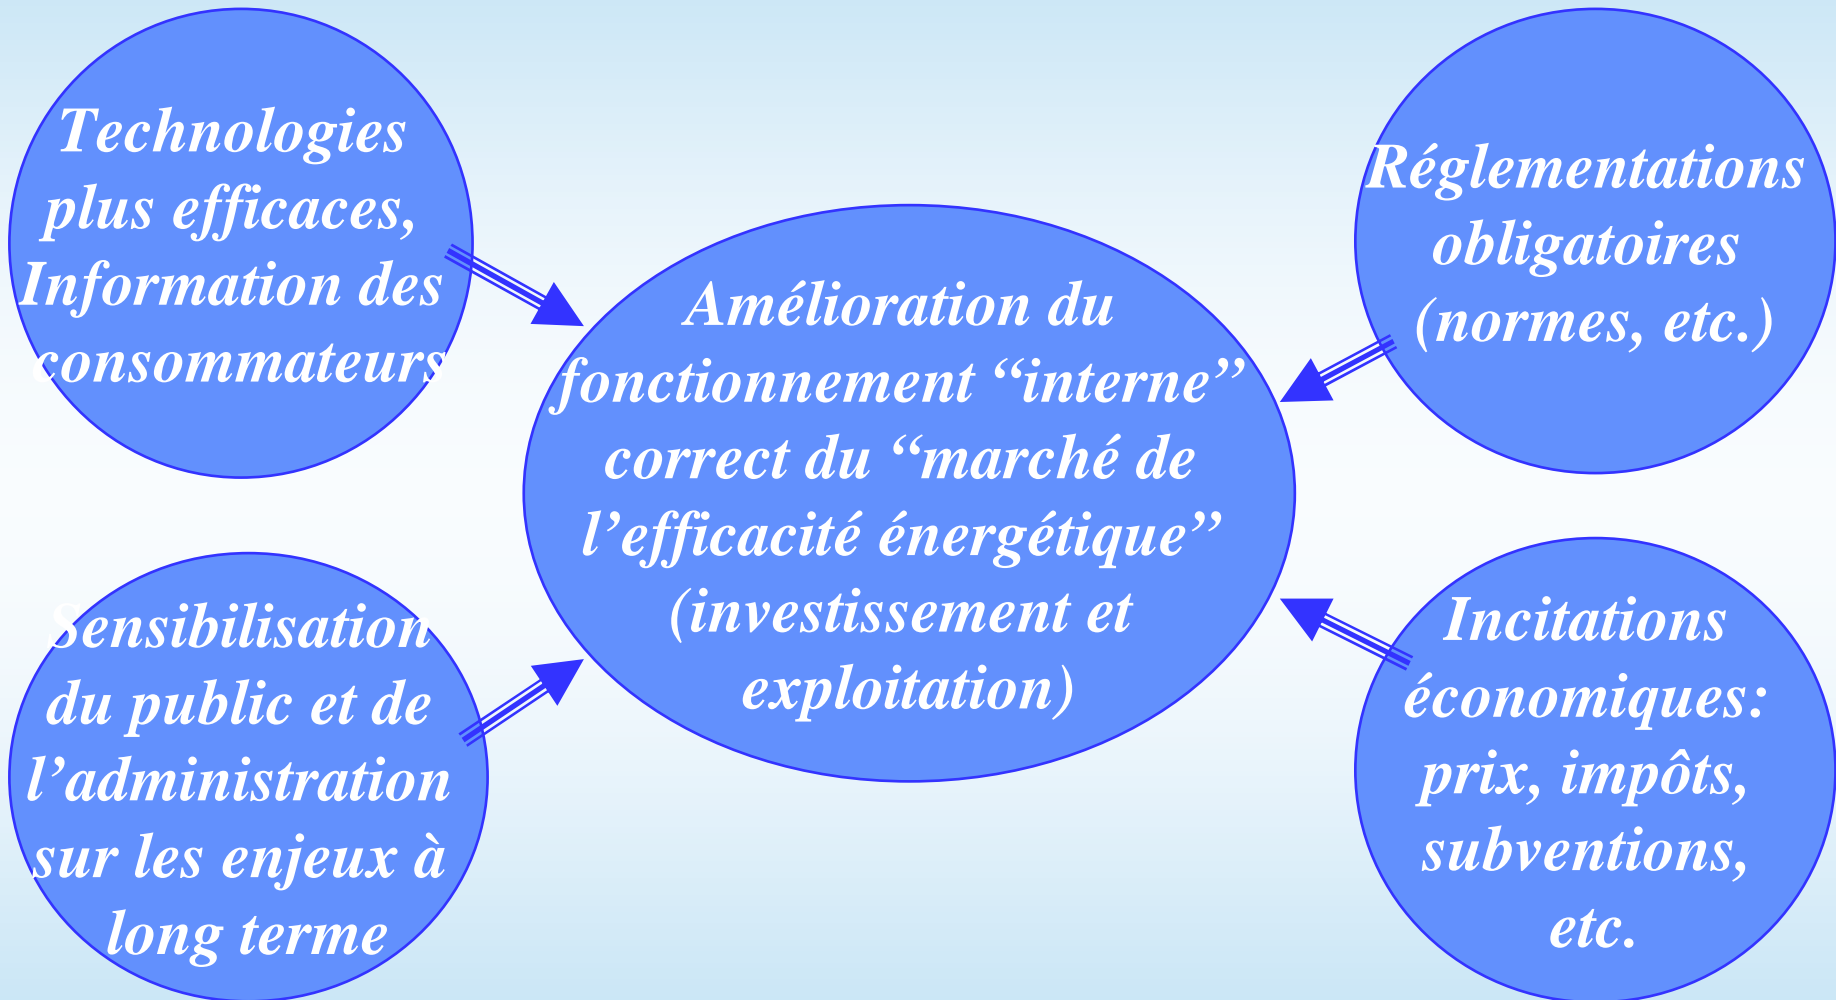 Technologies
plus efficaces,
Information des
consommateurs
Réglementations
obligatoires
(normes, etc.)
Amélioration du
fonctionnement “interne”
correct du “marché de
l’efficacité énergétique”
(investissement et
exploitation)
Sensibilisation
du public et de
l’administration
sur les enjeux à
long terme
Incitations
économiques:
prix, impôts,
subventions,
etc.